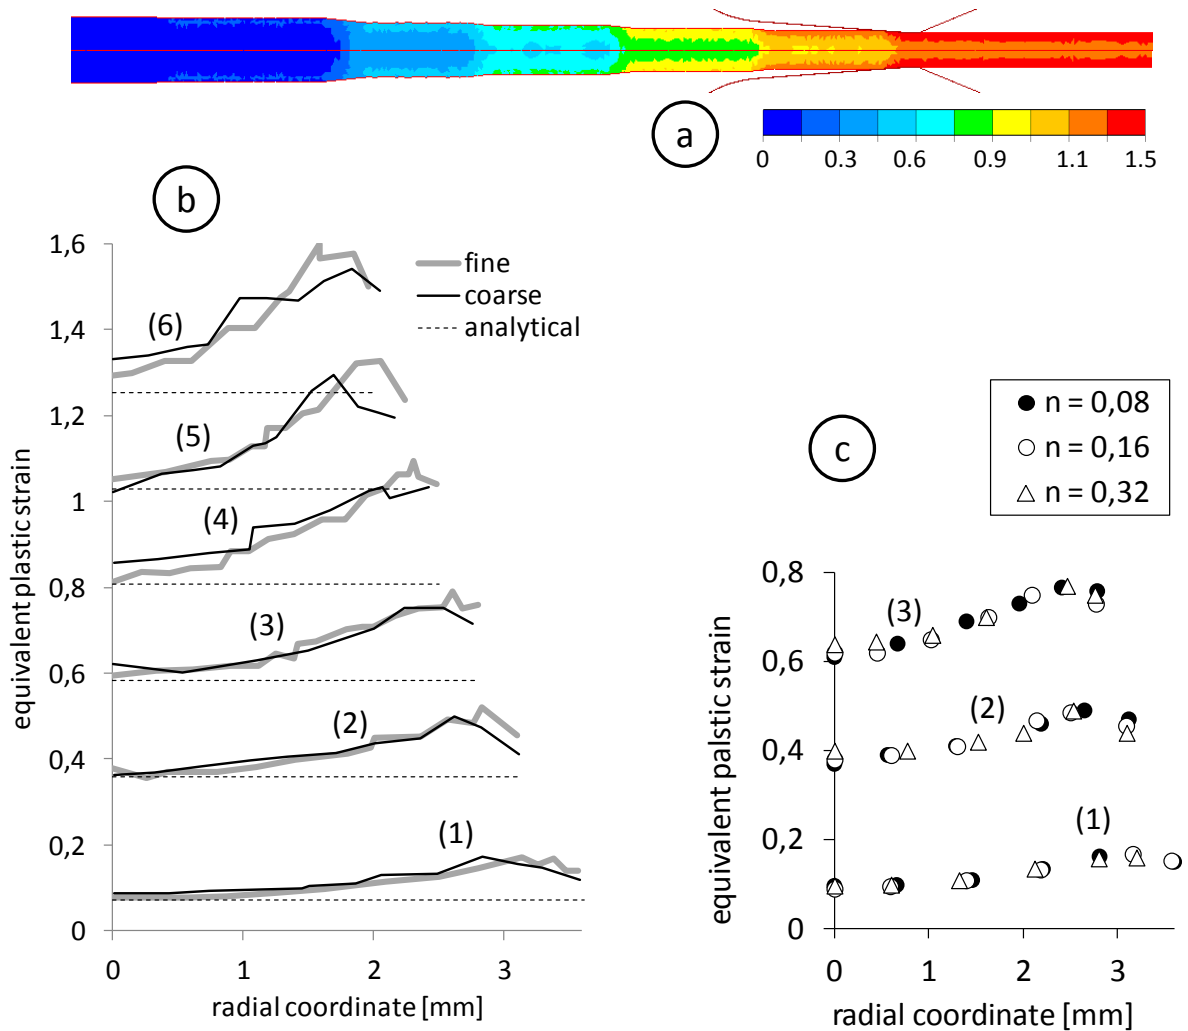 a
0 0.3 0.6 0.9 1.1 1.5
b
1,6
1,4
1,2
1
0,8
0,6
0,4
0,2
0
equivalent plastic strain
fine
coarse
analytical
(6)
(5)
(4)
(3)
(2)
(1)
0 1 2 3
radial coordinate [mm]
c
n = 0,08
n = 0,16
n = 0,32
0,8
0,6
0,4
0,2
0
equivalent palstic strain
(3)
(2)
(1)
0 1 2 3
radial coordinate [mm]